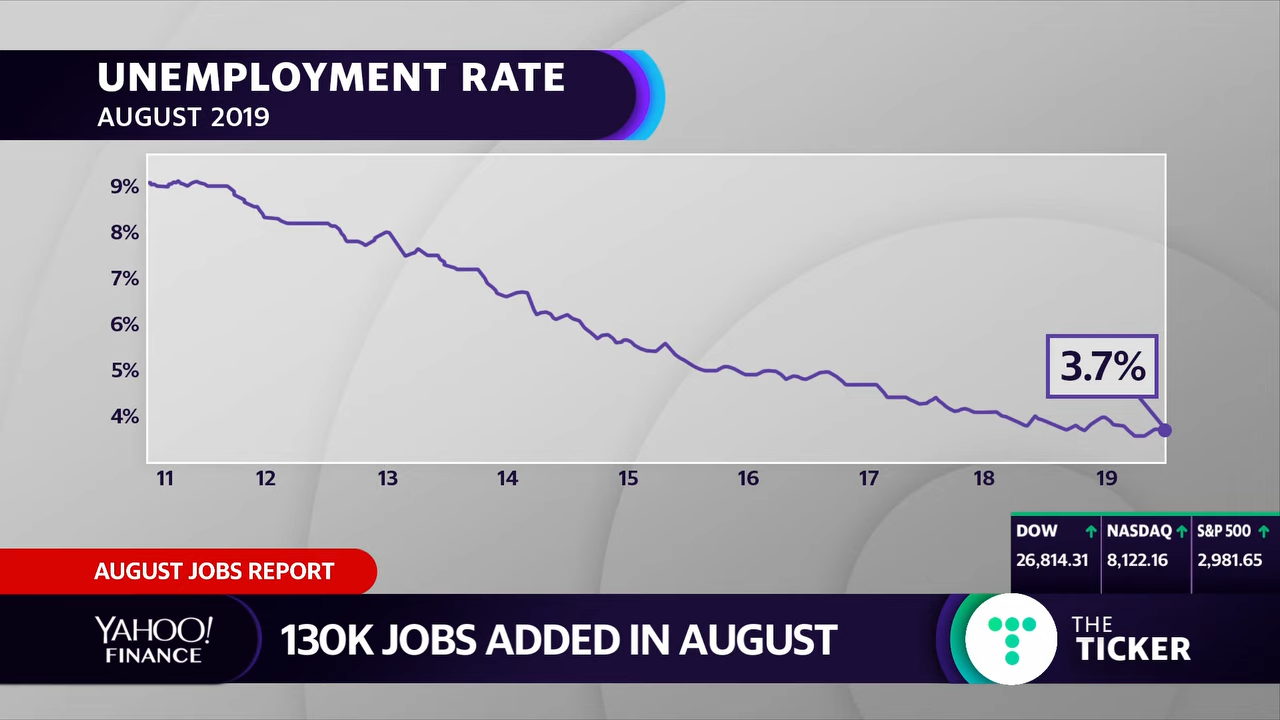 UNEMPLOYMENT RATE
AUGUST 2019
9%
8%
7%
6%
5%
4%
3.7%
11 12 13 14 15 16 17 18 19
DOW NASDAQ S&P 500
26,814.31 8,122.16 2,981.65
AUGUST JOBS REPORT
YAHOO!
FINANCE
130K JOBS ADDED IN AUGUST
THE
TICKER